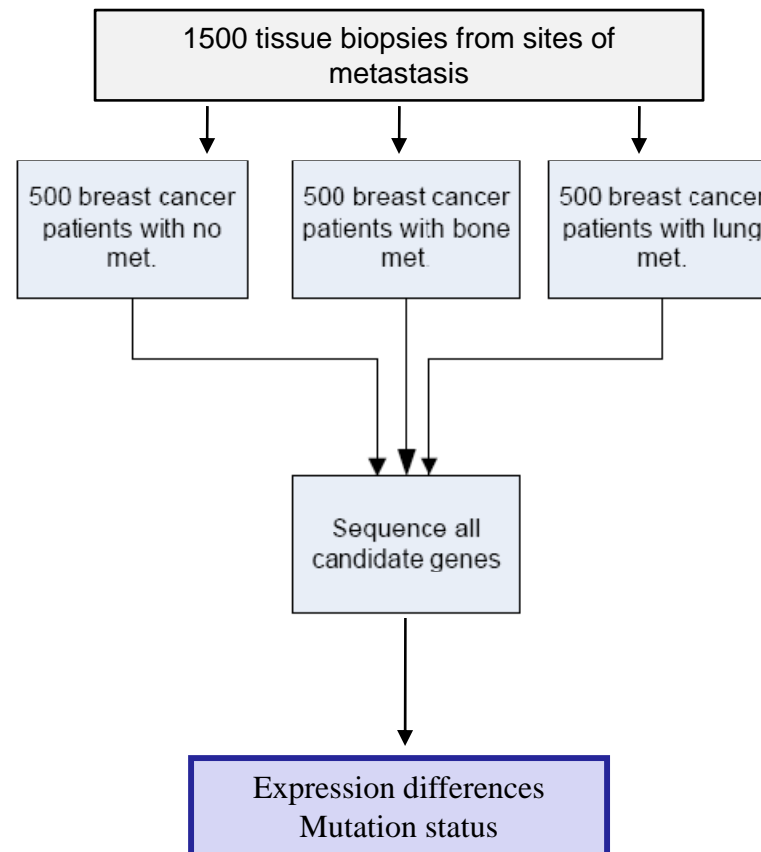 1500 tissue biopsies from sites of
metastasis
500 breast cancer
patients with no
met.
500 breast cancer
patients with bone
met.
500 breast cancer
patients with lung
met.
Sequence all
candidate genes
Expression differences
Mutation status